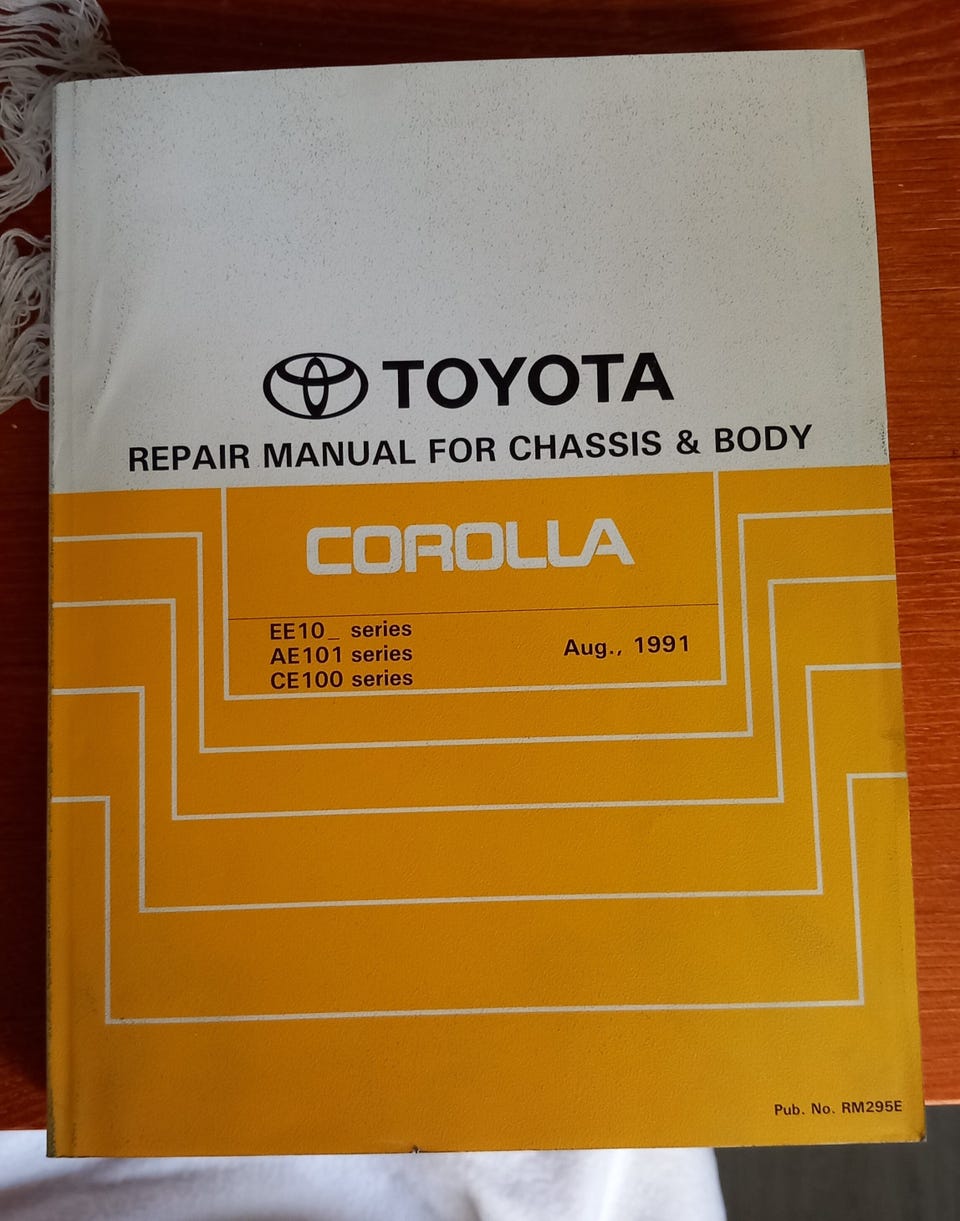 TOYOTA
REPAIR MANUAL FOR CHASSIS & BODY
COROLLA
EE10_ series
AE101 series
CE100 series
Aug., 1991
Pub. No. RM295E